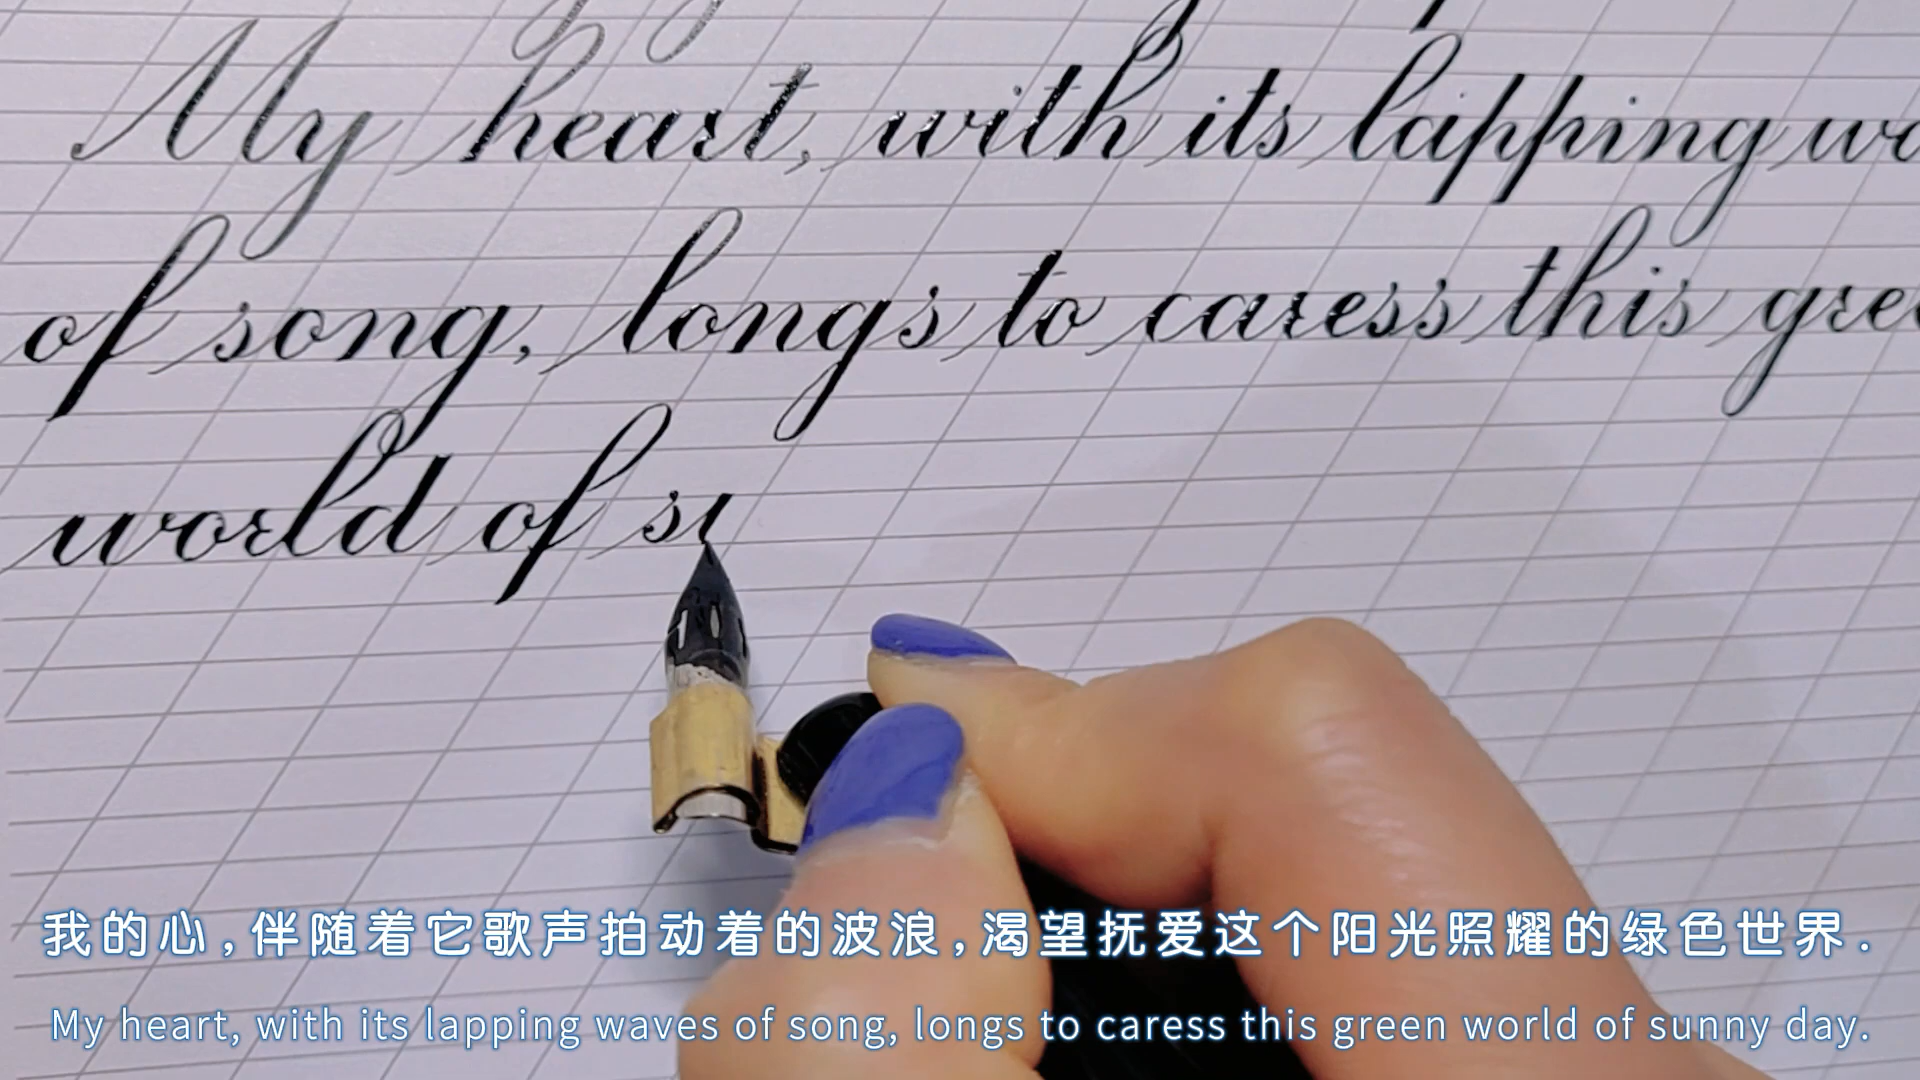 My heart, with its lapping
of song, longs to caress this
world of su
我的心,伴随着它歌声拍动着的波浪,渴望抚爱这个阳光照耀的绿色世界.
My heart, with its lapping waves of song, longs to caress this green world of sunny day.